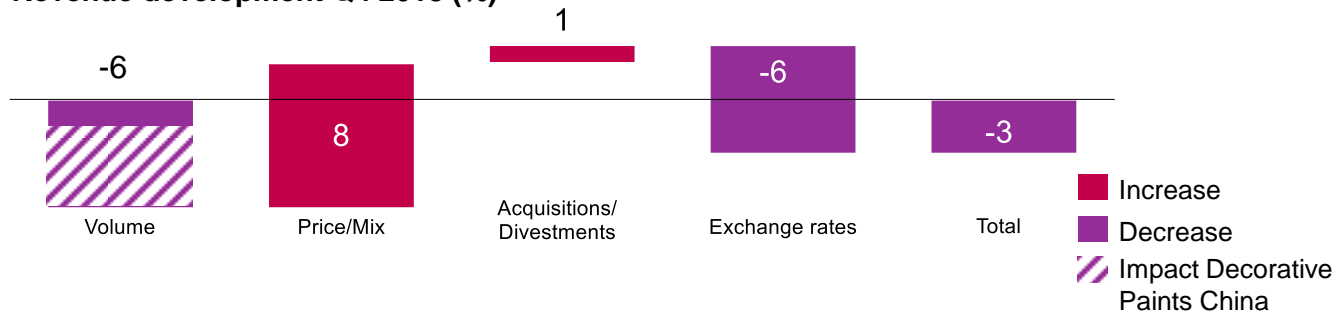 -6
8
1
-6
-3
Volume
Price/Mix
Acquisitions/
Divestments
Exchange rates
Total
Increase
Decrease
Impact Decorative
Paints China